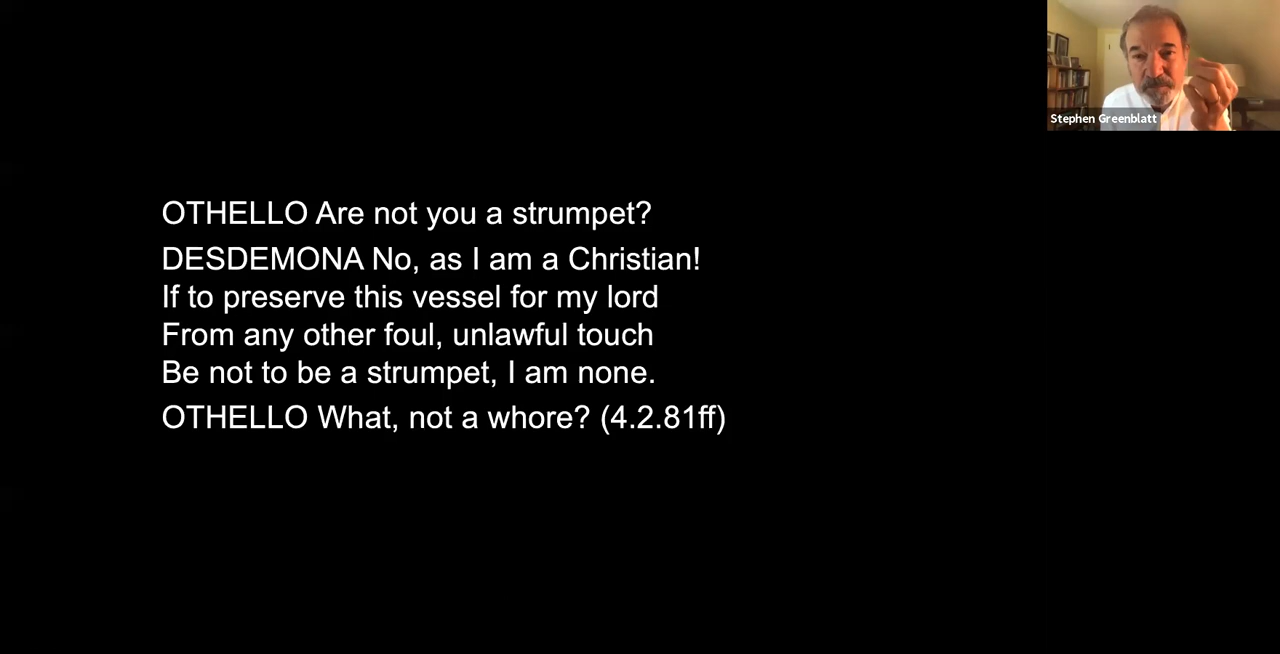 Stephen Greenblatt
OTHELLO Are not you a strumpet?
DESDEMONA No, as I am a Christian!
If to preserve this vessel for my lord
From any other foul, unlawful touch
Be not to be a strumpet, I am none.
OTHELLO What, not a whore? (4.2.81ff)